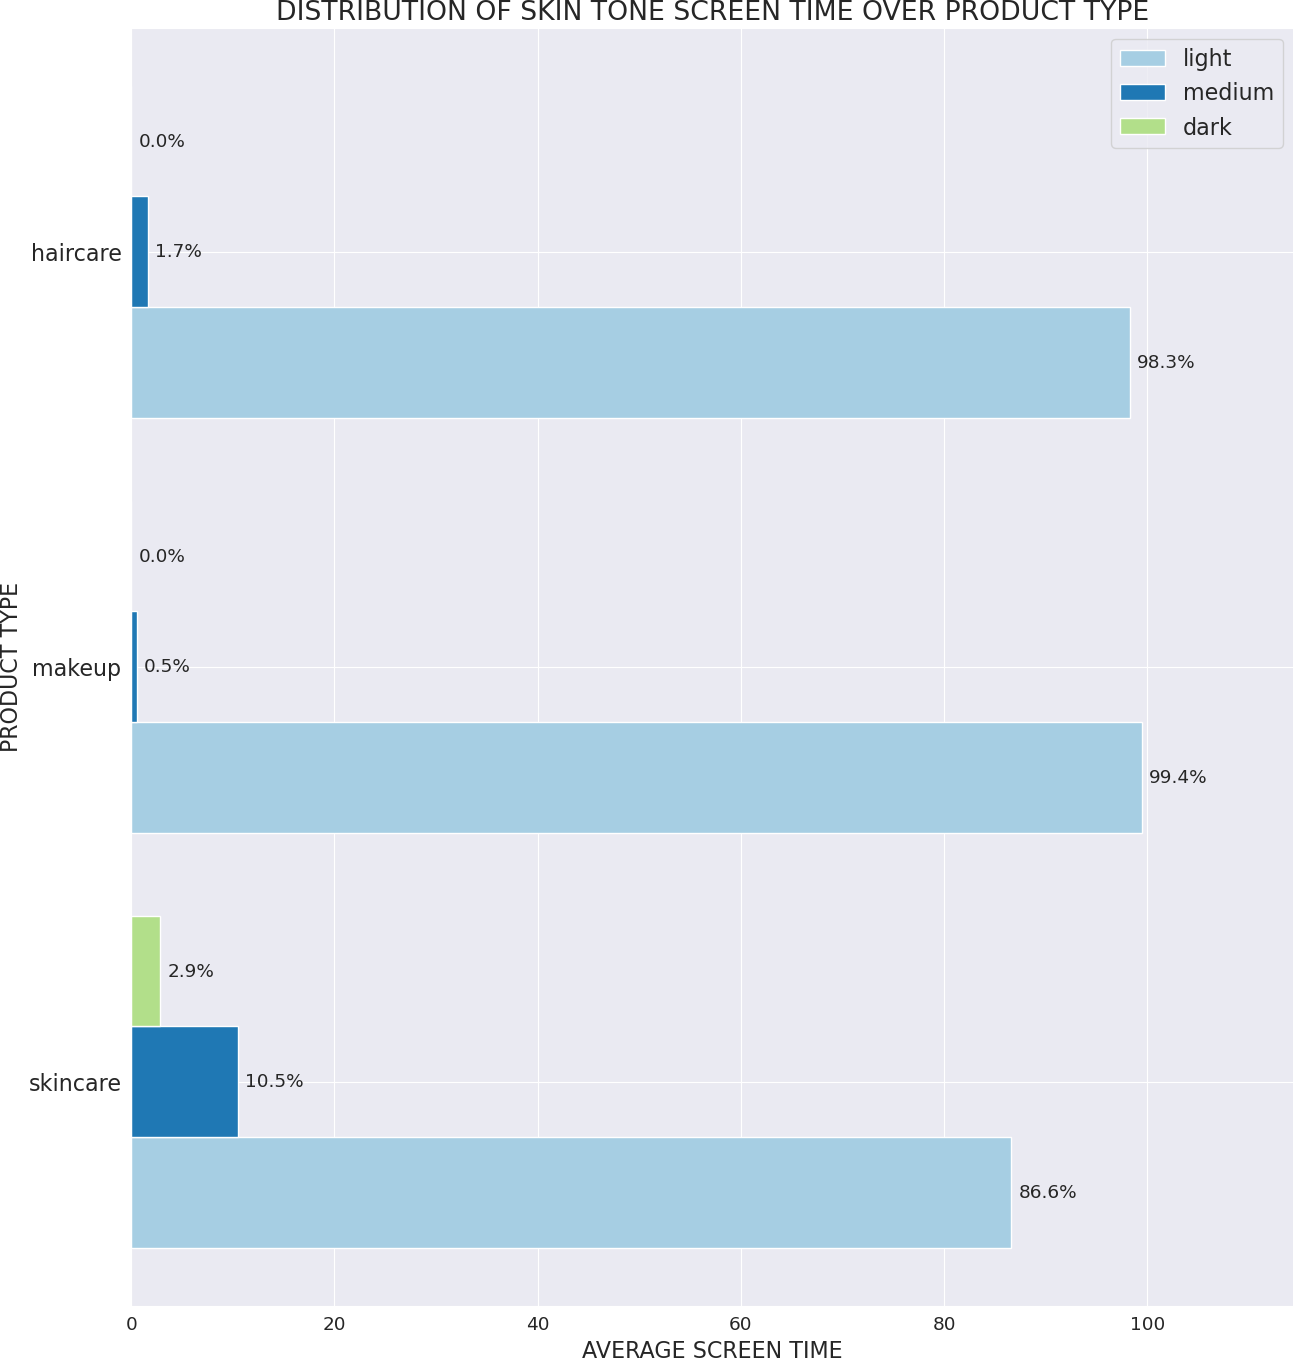 DISTRIBUTION OF SKIN TONE SCREEN TIME OVER PRODUCT TYPE
light
medium
dark
0.0%
haircare
1.7%
98.3%
0.0%
PRODUCT TYPE
makeup
0.5%
99.4%
2.9%
skincare
10.5%
86.6%
0 20 40 60 80 100
AVERAGE SCREEN TIME